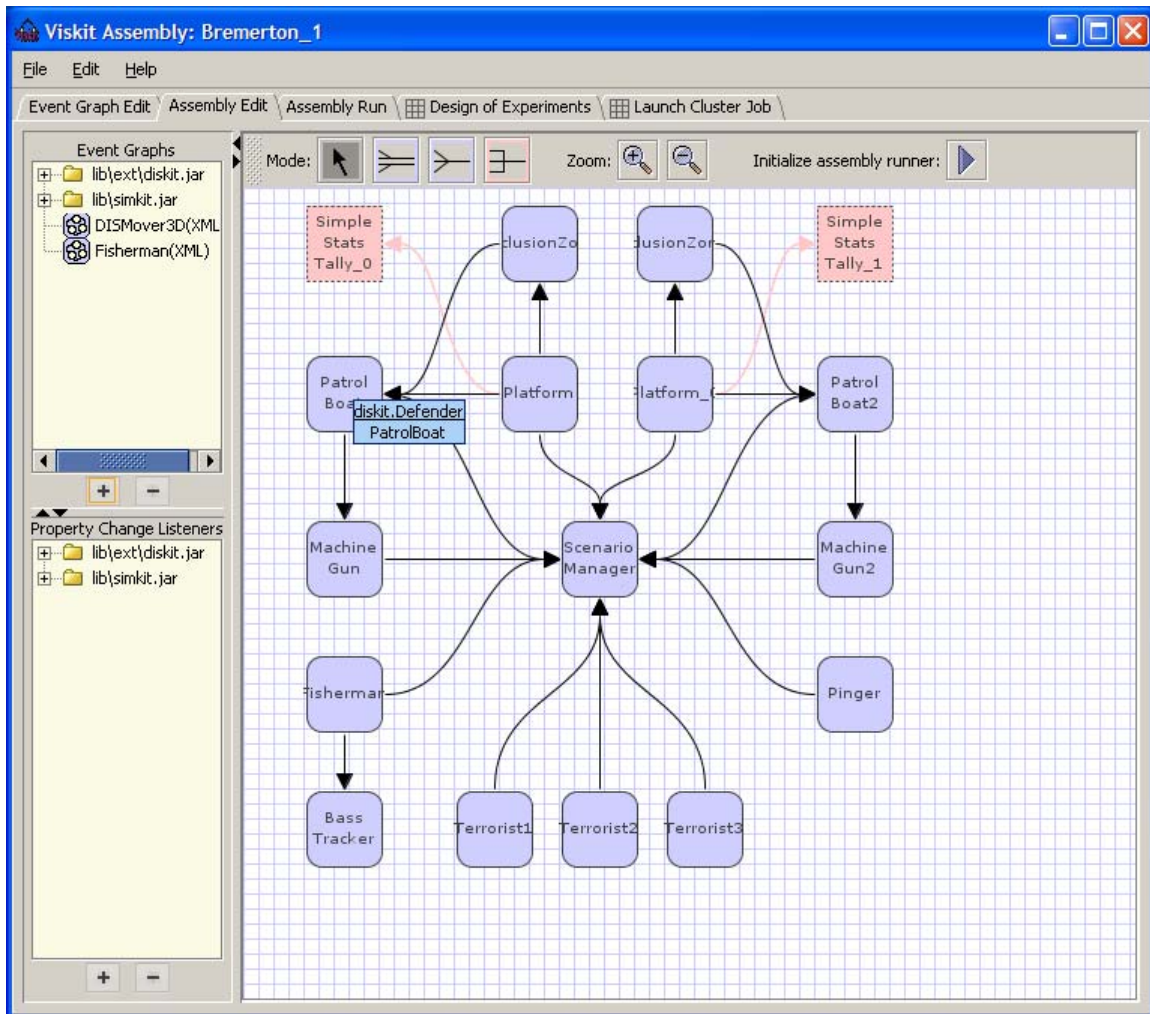 Viskit Assembly: Bremerton_1
File Edit Help
Event Graph Edit Assembly Edit Assembly Run Design of Experiments Launch Cluster Job
Event Graphs
lib\ext\diskit.jar
lib\simkit.jar
DISMover3D(XML
Fisherman(XML)
Property Change Listeners
lib\ext\diskit.jar
lib\simkit.jar
Mode: Zoom: Initialize assembly runner:
Simple
Stats
Tally_0
clusionZo
lusionZor
Simple
Stats
Tally_1
Patrol
Boat
diskit.Defender
PatrolBoat
Platform
Platform_
Patrol
Boat2
Machine
Gun
Scenario
Manager
Machine
Gun2
Fisherman
Pinger
Bass
Tracker
Terrorist1
Terrorist2
Terrorist3